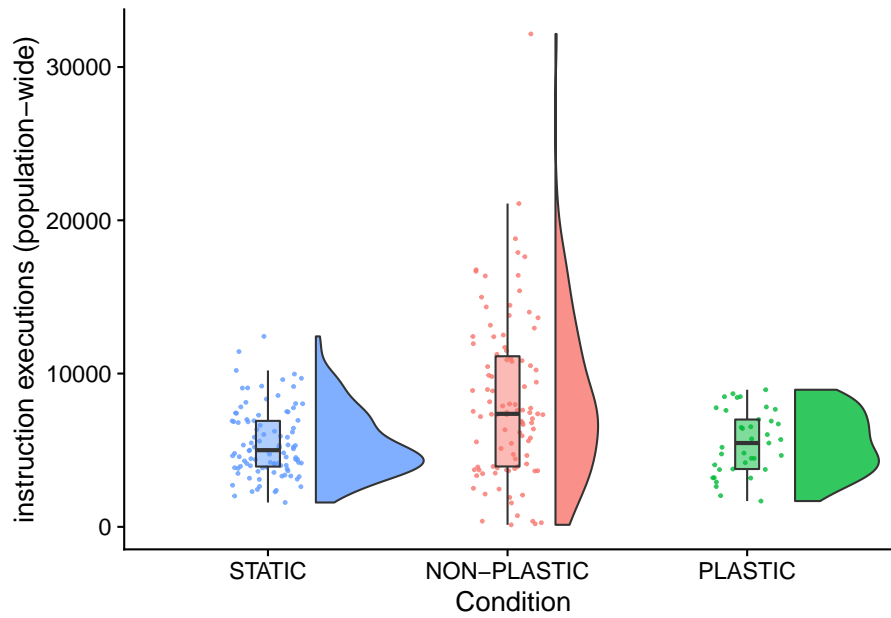 instruction executions (population−wide)
30000
20000
10000
0
STATIC
NON−PLASTIC
PLASTIC
Condition